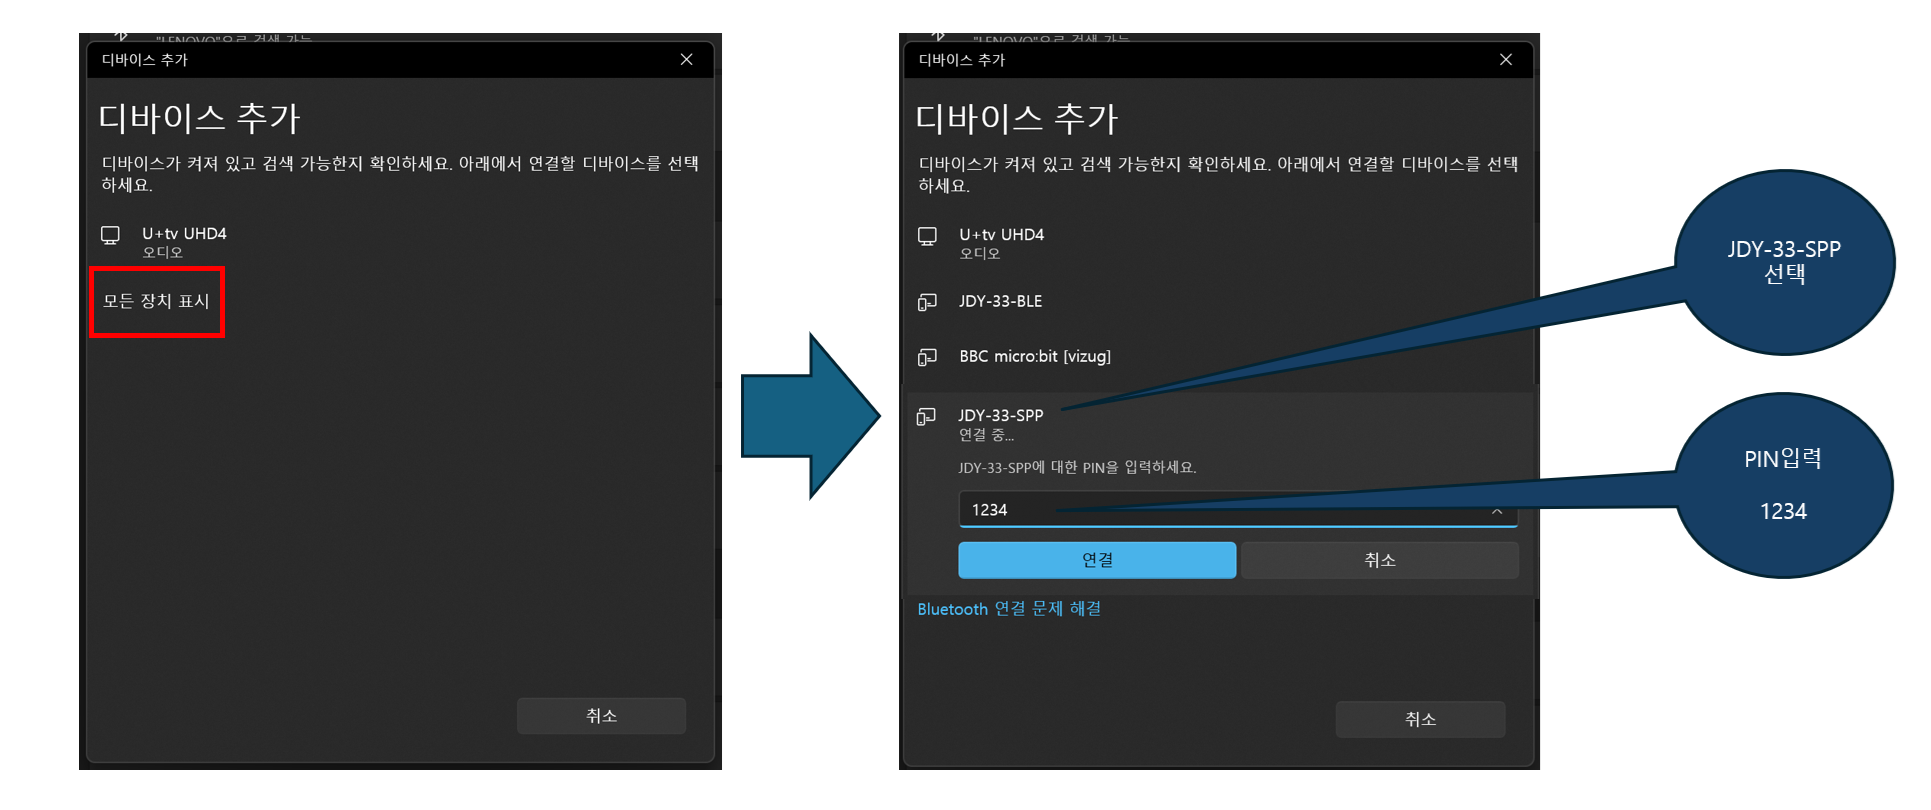 "LENOVO"으로 검색 가능
디바이스 추가
디바이스 추가
디바이스가 켜져 있고 검색 가능한지 확인하세요. 아래에서 연결할 디바이스를 선택
하세요.
U+tv UHD4
오디오
모든 장치 표시
취소
"LENOVO"으로 검색 가능
디바이스 추가
디바이스 추가
디바이스가 켜져 있고 검색 가능한지 확인하세요. 아래에서 연결할 디바이스를 선택
하세요.
U+tv UHD4
오디오
JDY-33-BLE
BBC micro:bit [vizug]
JDY-33-SPP
연결 중...
JDY-33-SPP에 대한 PIN을 입력하세요.
1234
연결
취소
Bluetooth 연결 문제 해결
취소
JDY-33-SPP
선택
PIN입력
1234